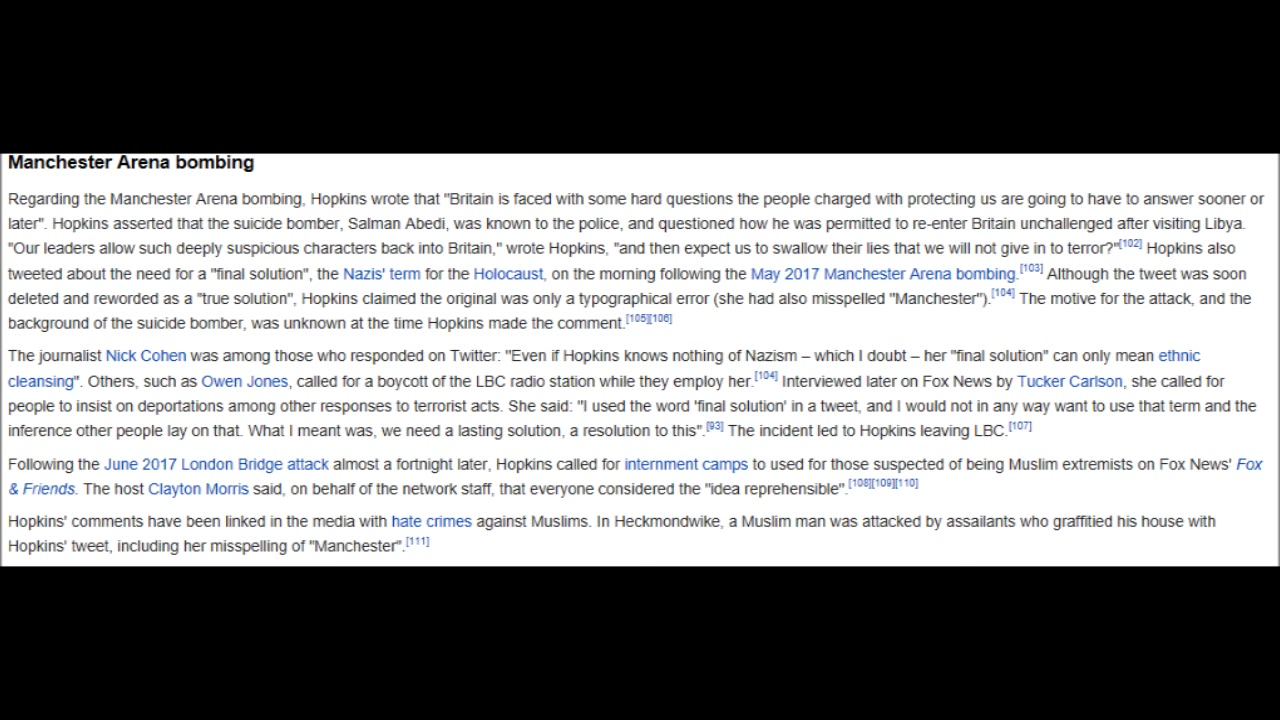 Manchester Arena bombing
Regarding the Manchester Arena bombing, Hopkins wrote that "Britain is faced with some hard questions the people charged with protecting us are going to have to answer sooner or
later". Hopkins asserted that the suicide bomber, Salman Abedi, was known to the police, and questioned how he was permitted to re-enter Britain unchallenged after visiting Libya.
"Our leaders allow such deeply suspicious characters back into Britain," wrote Hopkins, "and then expect us to swallow their lies that we will not give in to terror?"[102] Hopkins also
tweeted about the need for a "final solution", the Nazis' term for the Holocaust, on the morning following the May 2017 Manchester Arena bombing.[103] Although the tweet was soon
deleted and reworded as a "true solution", Hopkins claimed the original was only a typographical error (she had also misspelled "Manchester").[104] The motive for the attack, and the
background of the suicide bomber, was unknown at the time Hopkins made the comment.[105][106]
The journalist Nick Cohen was among those who responded on Twitter: "Even if Hopkins knows nothing of Nazism – which I doubt – her "final solution" can only mean ethnic
cleansing". Others, such as Owen Jones, called for a boycott of the LBC radio station while they employ her.[104] Interviewed later on Fox News by Tucker Carlson, she called for
people to insist on deportations among other responses to terrorist acts. She said: "I used the word 'final solution' in a tweet, and I would not in any way want to use that term and the
inference other people lay on that. What I meant was, we need a lasting solution, a resolution to this".[93] The incident led to Hopkins leaving LBC.[107]
Following the June 2017 London Bridge attack almost a fortnight later, Hopkins called for internment camps to used for those suspected of being Muslim extremists on Fox News' Fox
& Friends. The host Clayton Morris said, on behalf of the network staff, that everyone considered the "idea reprehensible".[108][109][110]
Hopkins' comments have been linked in the media with hate crimes against Muslims. In Heckmondwike, a Muslim man was attacked by assailants who graffitied his house with
Hopkins' tweet, including her misspelling of "Manchester".[111]